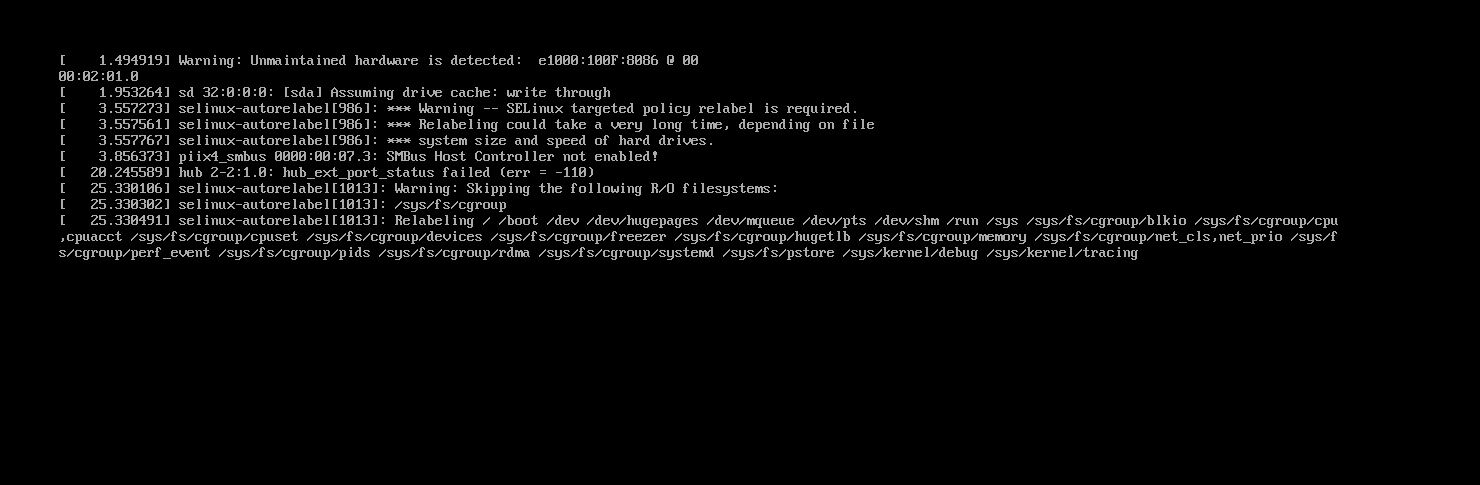 [    1.494919] Warning: Unmaintained hardware is detected:  e1000:100F:8086 @ 00
00:02:01.0
[    1.953264] sd 32:0:0:0: [sda] Assuming drive cache: write through
[    3.557273] selinux-autorelabel[986]: *** Warning -- SELinux targeted policy relabel is required.
[    3.557561] selinux-autorelabel[986]: *** Relabeling could take a very long time, depending on file
[    3.557767] selinux-autorelabel[986]: *** system size and speed of hard drives.
[    3.856373] piix4_smbus 0000:00:07.3: SMBus Host Controller not enabled!
[   20.245589] hub 2-2:1.0: hub_ext_port_status failed (err = -110)
[   25.330106] selinux-autorelabel[1013]: Warning: Skipping the following R/O filesystems:
[   25.330302] selinux-autorelabel[1013]: /sys/fs/cgroup
[   25.330491] selinux-autorelabel[1013]: Relabeling / /boot /dev /dev/hugepages /dev/mqueue /dev/pts /dev/shm /run /sys /sys/fs/cgroup/blkio /sys/fs/cgroup/cpu
,cpuacct /sys/fs/cgroup/cpuset /sys/fs/cgroup/devices /sys/fs/cgroup/freezer /sys/fs/cgroup/hugetlb /sys/fs/cgroup/memory /sys/fs/cgroup/net_cls,net_prio /sys/f
s/cgroup/perf_event /sys/fs/cgroup/pids /sys/fs/cgroup/rdma /sys/fs/cgroup/systemd /sys/fs/pstore /sys/kernel/debug /sys/kernel/tracing